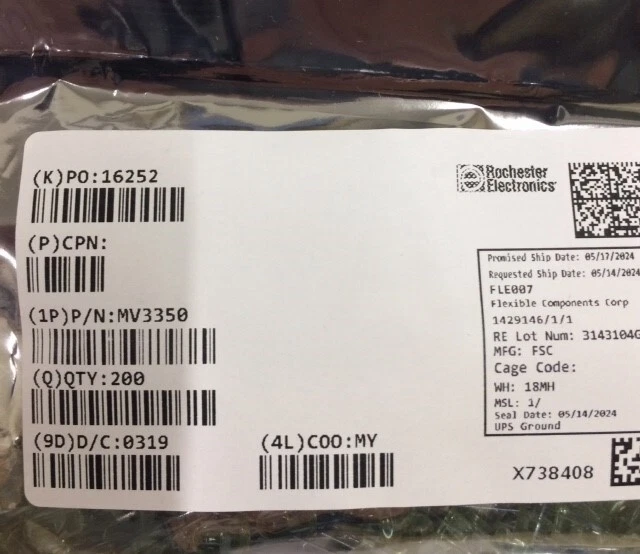 (K)PO:16252
(P)CPN:
(1P)P/N:MV3350
(Q)QTY:200
(9D)D/C:0319
(4L)COO:MY
Rochester
Electronics
Promised Ship Date: 05/17/2024
Requested Ship Date: 05/14/2024
FLE007
Flexible Components Corp
1429146/1/1
RE Lot Num: 3143104G
MFG: FSC
Cage Code:
WH: 18MH
MSL: 1/
Seal Date: 05/14/2024
UPS Ground
X738408